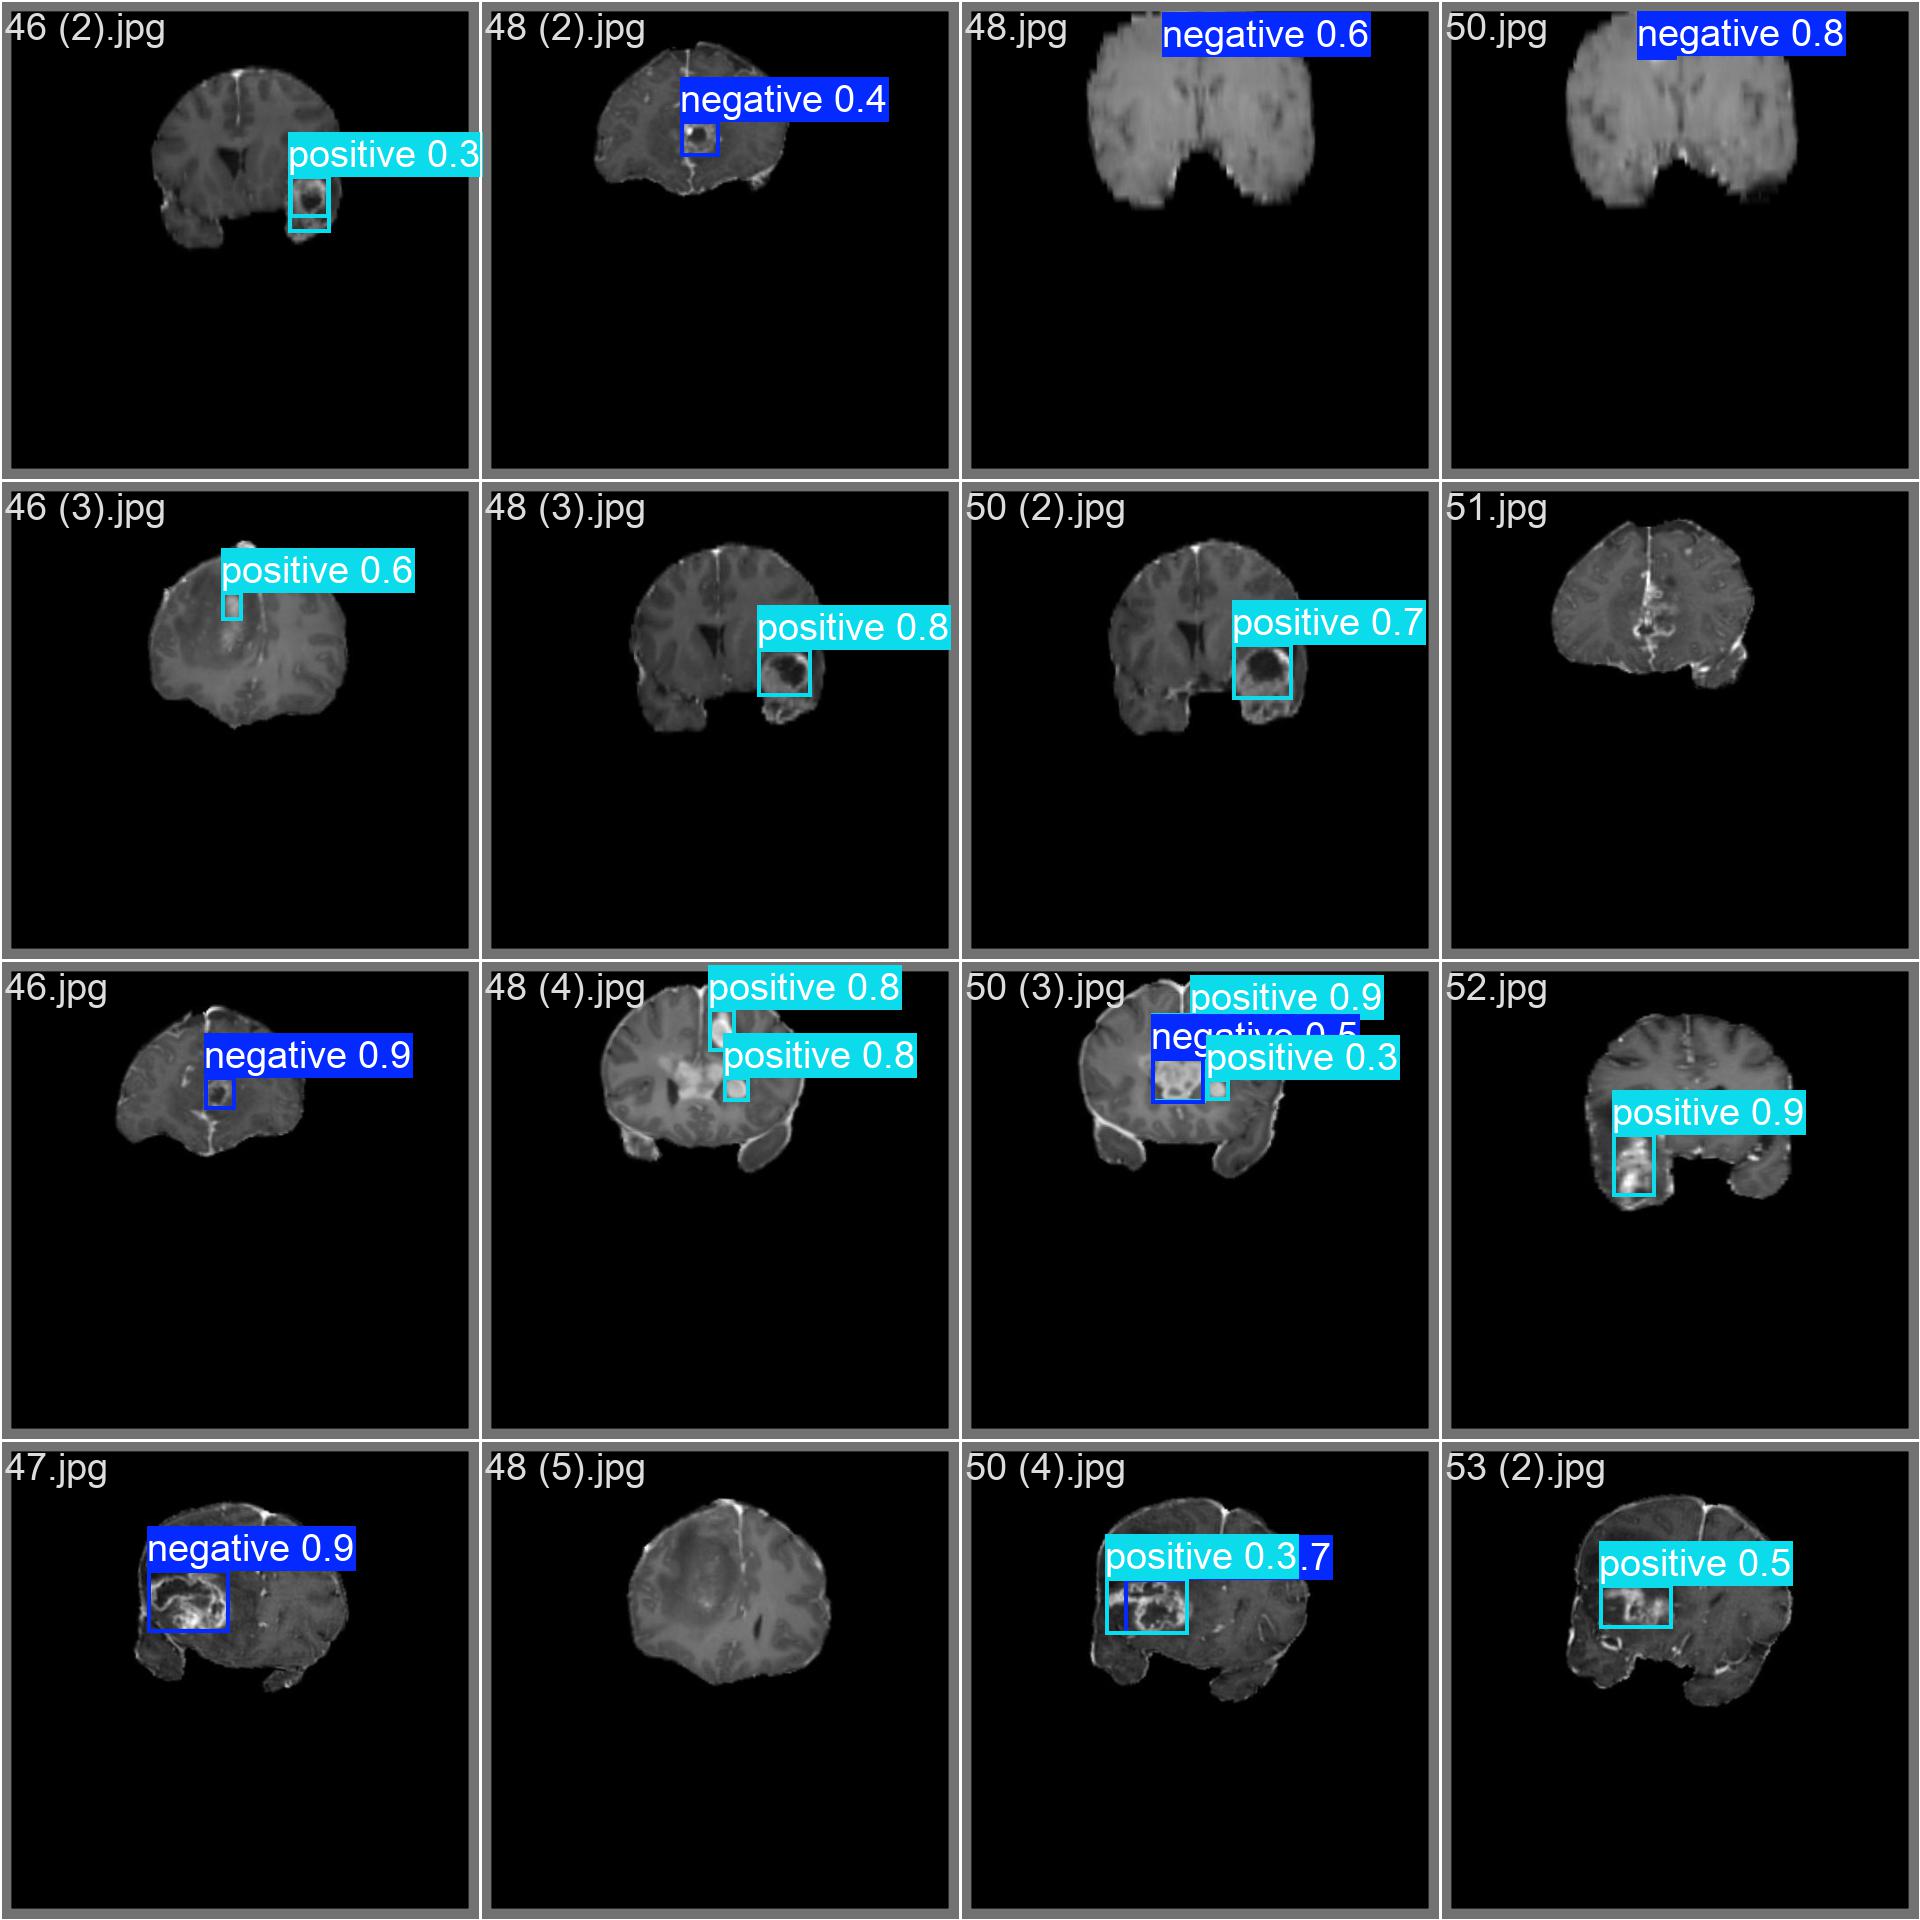 46 (2).jpg
positive 0.3
48 (2).jpg
negative 0.4
48.jpg
negative 0.6
50.jpg
negative 0.8
46 (3).jpg
positive 0.6
48 (3).jpg
positive 0.8
50 (2).jpg
positive 0.7
51.jpg
46.jpg
negative 0.9
48 (4).jpg
positive 0.8
positive 0.8
50 (3).jpg
positive 0.9
negative 0.5
positive 0.3
52.jpg
positive 0.9
47.jpg
negative 0.9
48 (5).jpg
50 (4).jpg
positive 0.3
.7
53 (2).jpg
positive 0.5